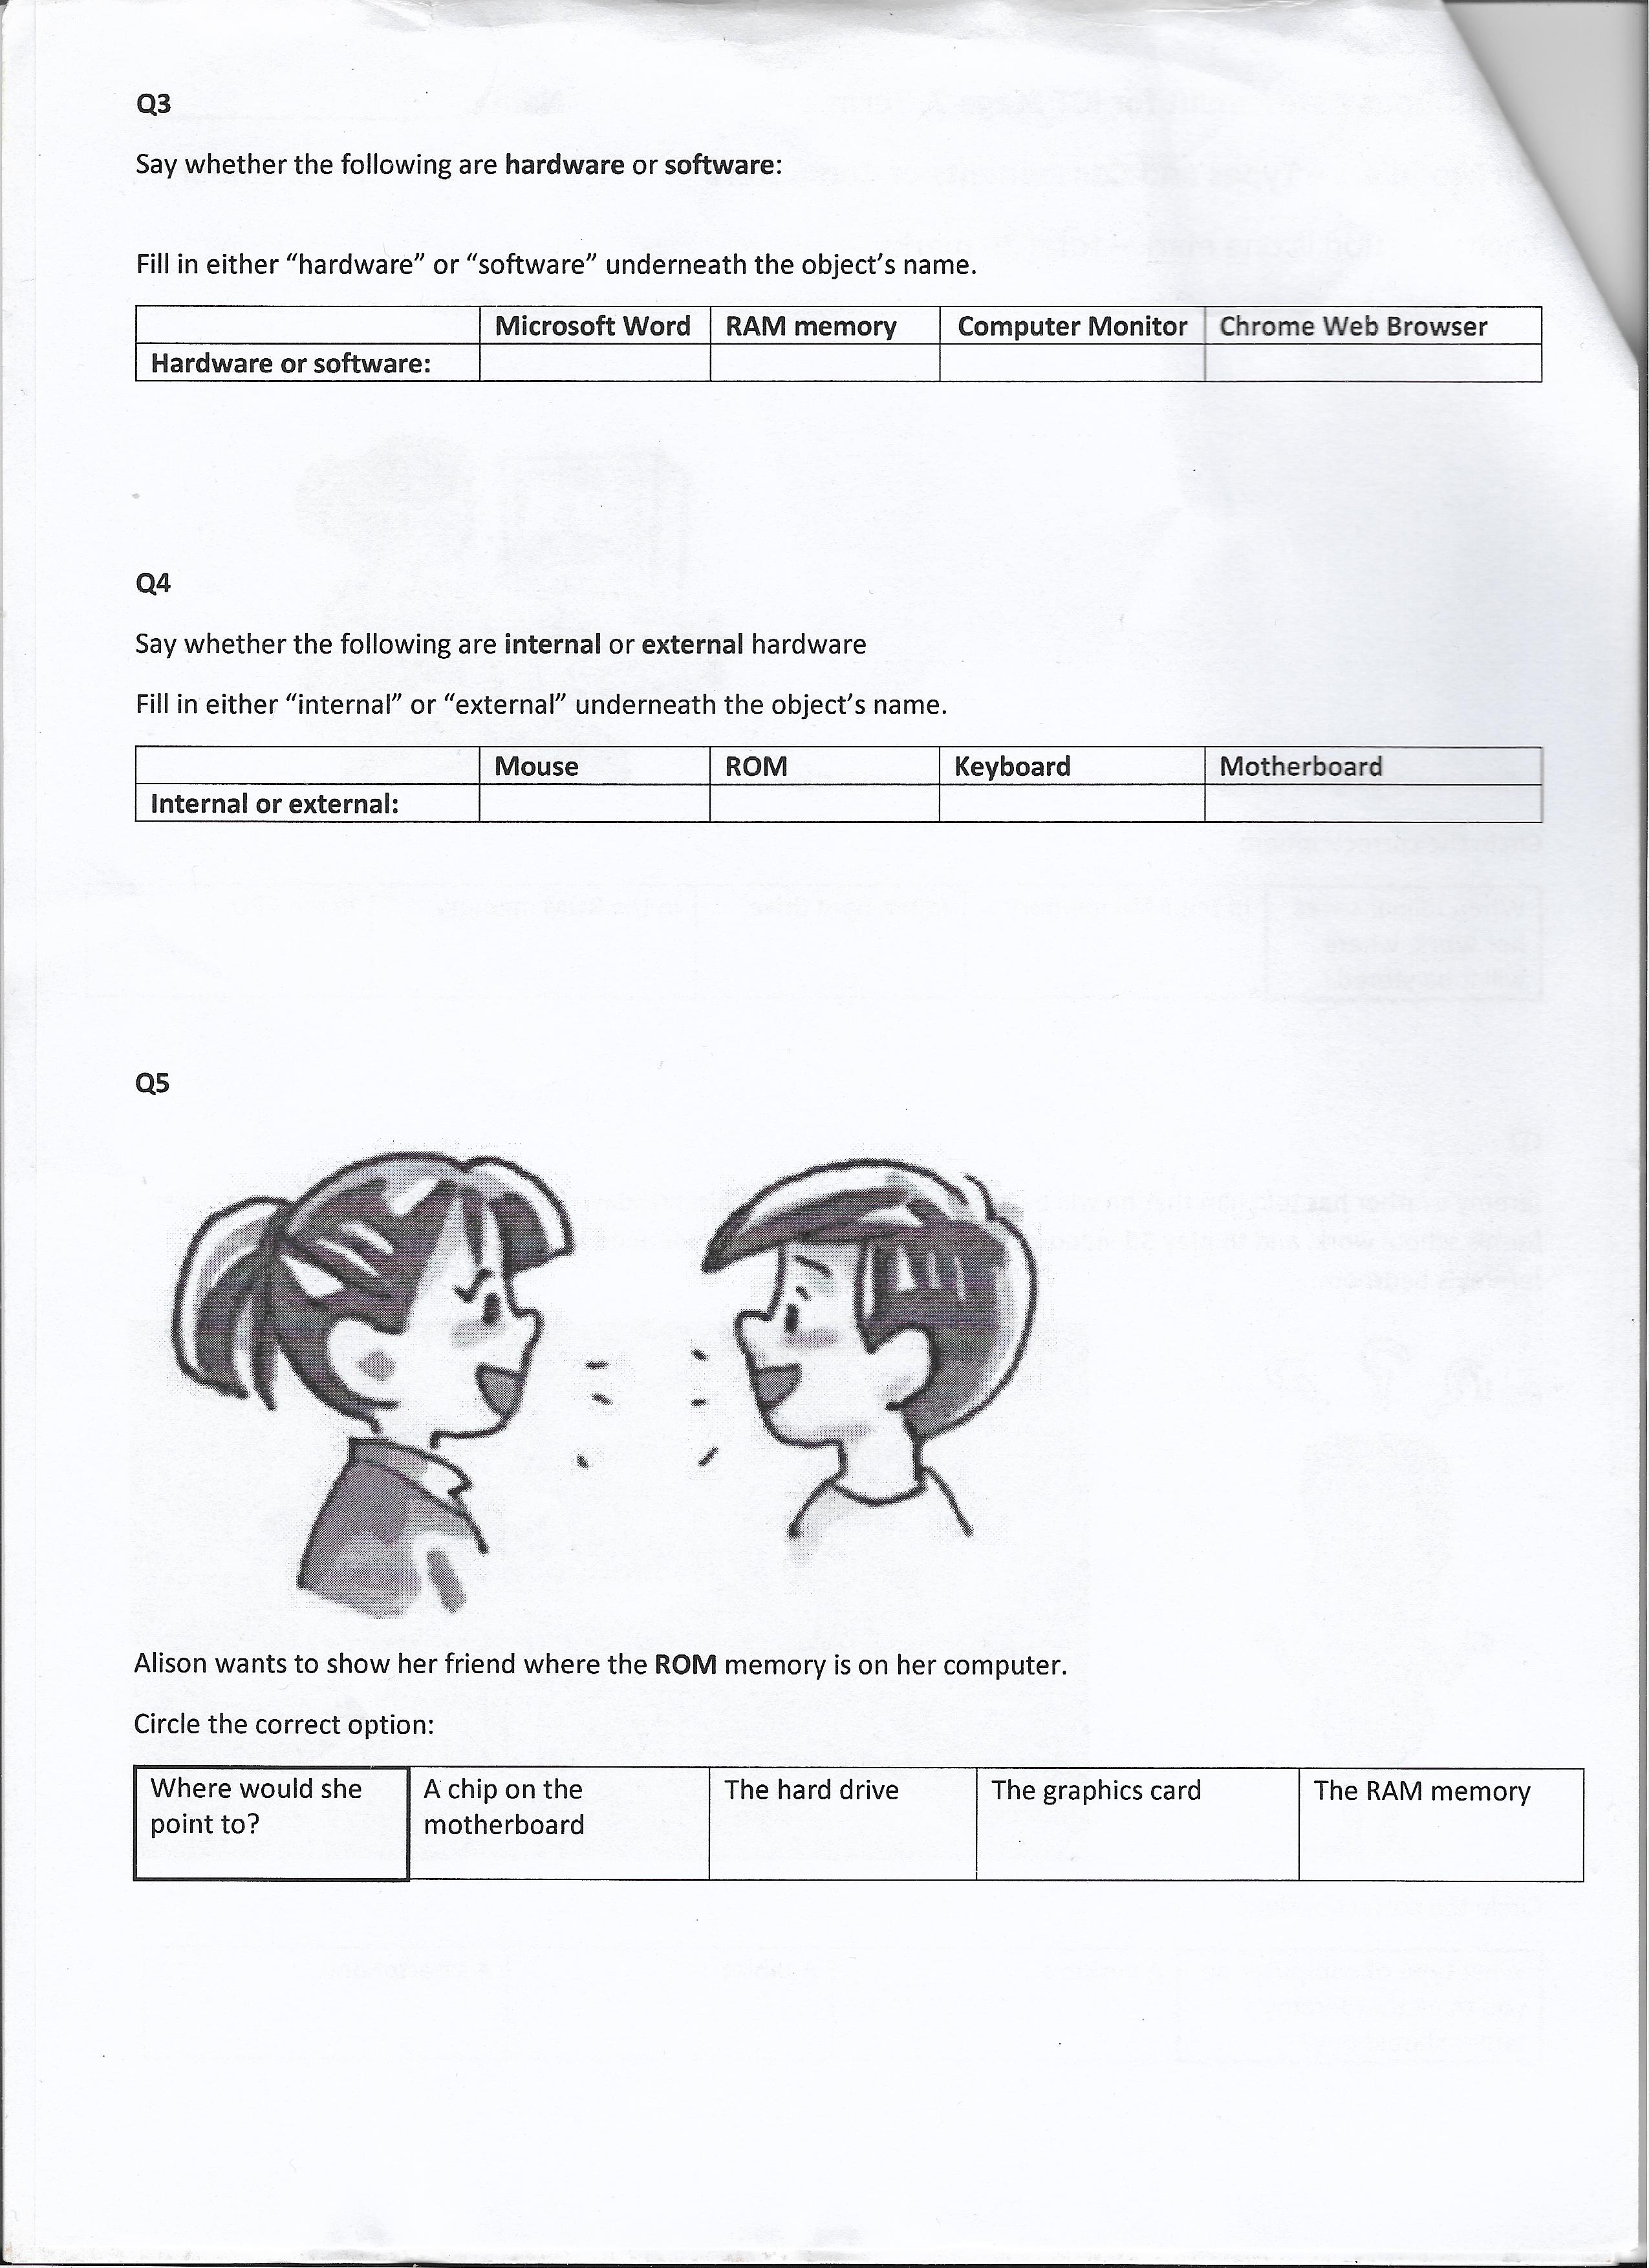 Q3
Say whether the following are hardware or software:
Fill in either “hardware” or “software” underneath the object’s name.
Microsoft Word RAM memory Computer Monitor Chrome Web Browser
Hardware or software:
Q4
Say whether the following are internal or external hardware
Fill in either “internal” or “external” underneath the object’s name.
Mouse ROM Keyboard Motherboard
Internal or external:
Q5
Alison wants to show her friend where the ROM memory is on her computer.
Circle the correct option:
Where would she A chip on the The hard drive The graphics card The RAM memory
point to? motherboard